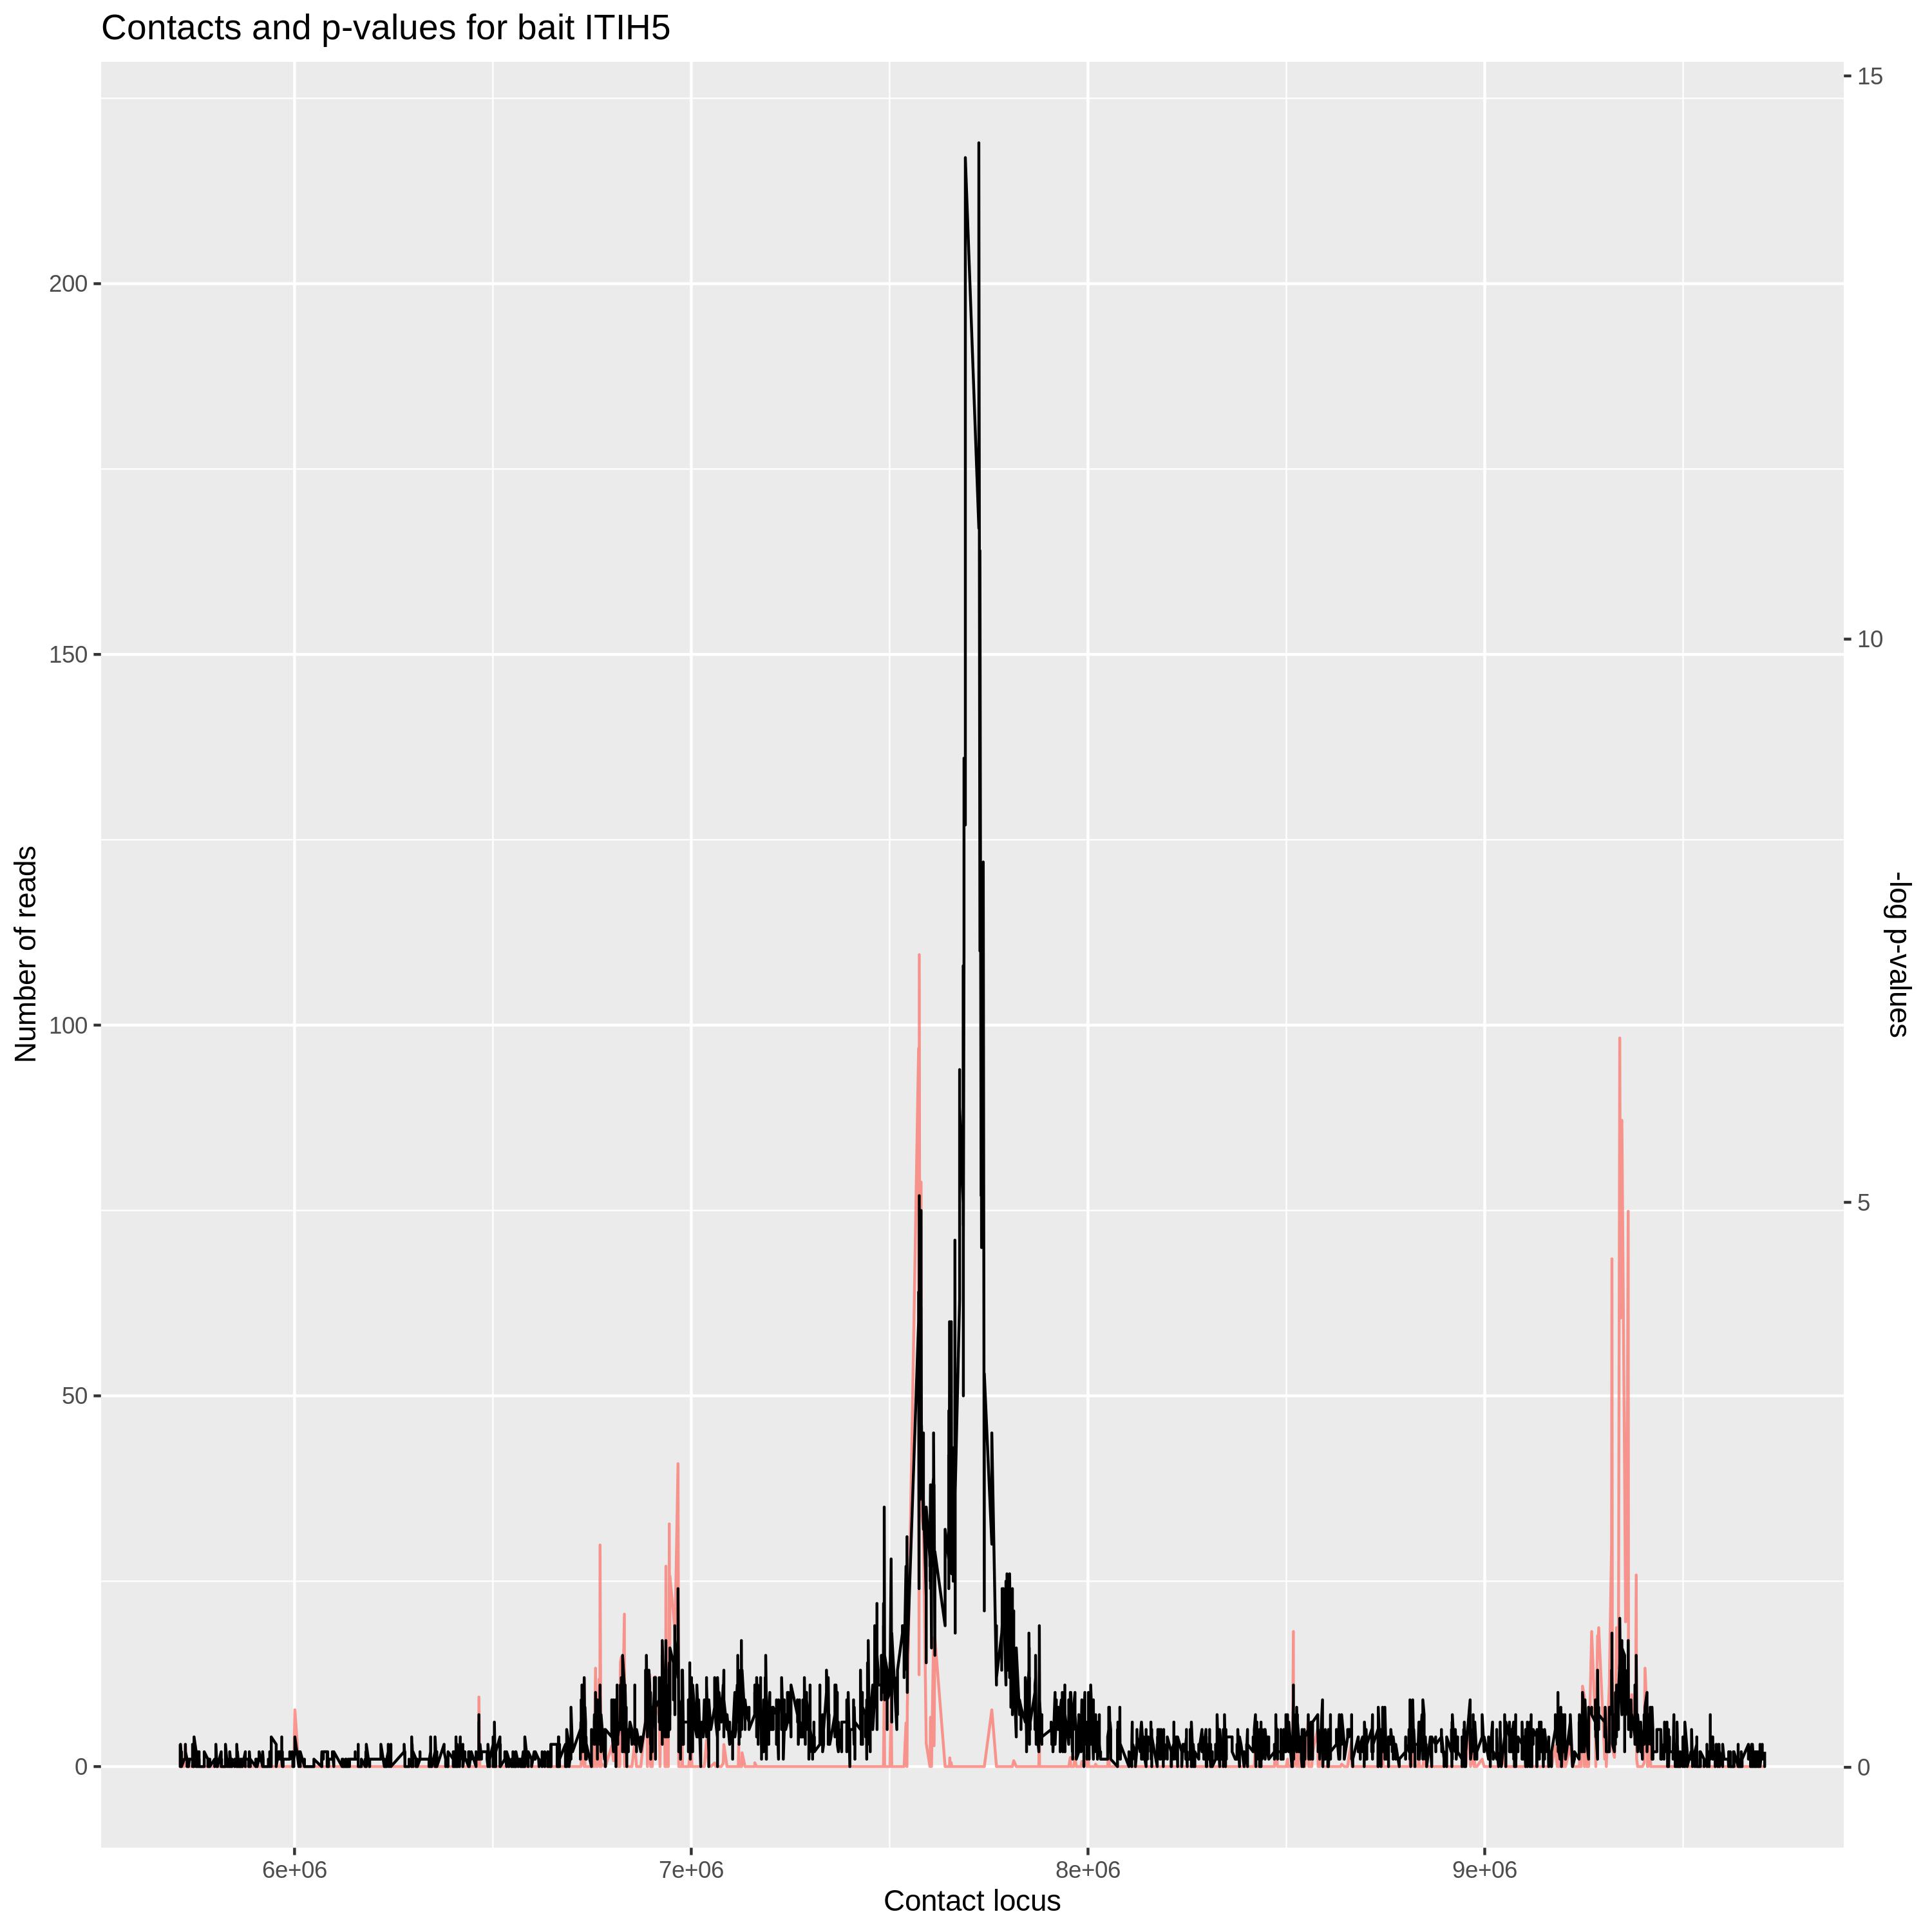 Contacts and p-values for bait ITIH5
200
150
100
50
0
Number of reads
15
10
5
0
-log p-values
6e+06
7e+06
8e+06
9e+06
Contact locus